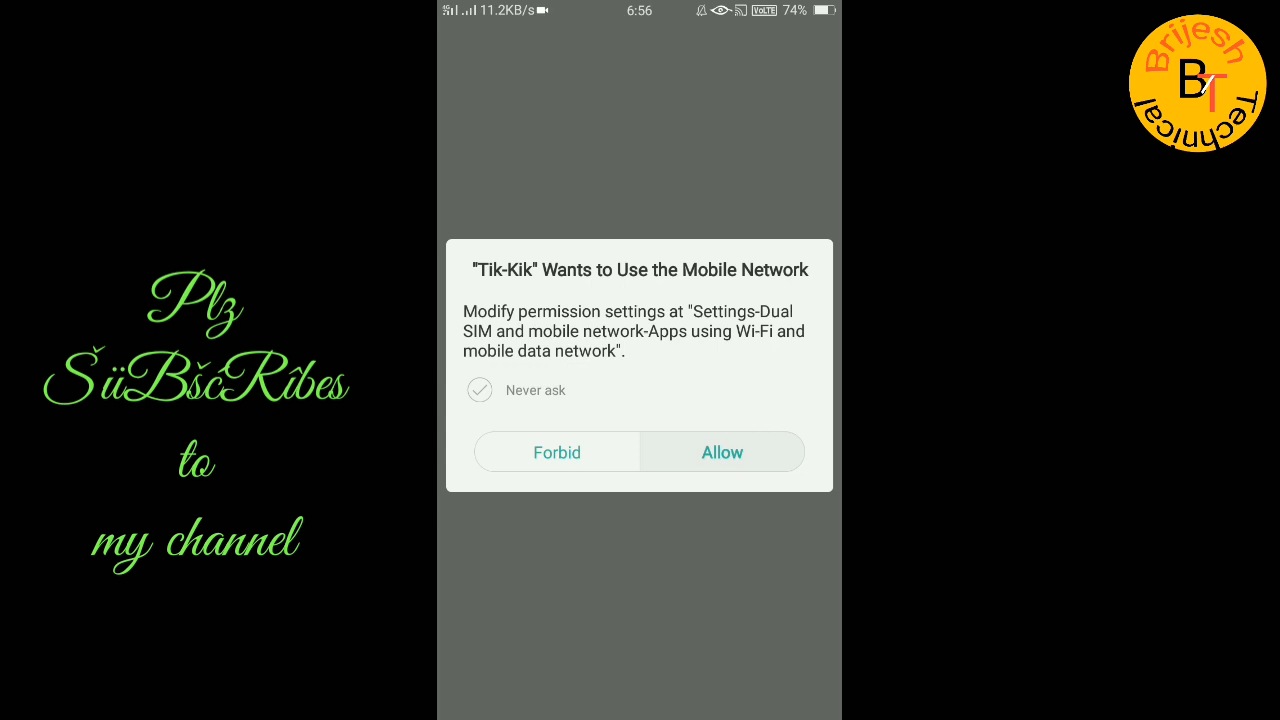 11.2KB/s 6:56 VoLTE 74%
Brijesh
BT
Technical
"Tik-Kik" Wants to Use the Mobile Network
Modify permission settings at "Settings-Dual
SIM and mobile network-Apps using Wi-Fi and
mobile data network".
Never ask
Forbid Allow
Plz
ŠüBščRîbes
to
my channel